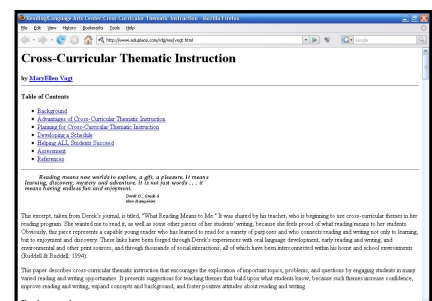 Reading/Language Arts Center Cross-Curricular Thematic Instruction - Mozilla Firefox
File Edit View History Bookmarks Tools Help
http://www.eduplace.com/rdg/res/vogt.html
Google
Cross-Curricular Thematic Instruction
by MaryEllen Vogt
Table of Contents
Background
Advantages of Cross-Curricular Thematic Instruction
Planning for Cross-Curricular Thematic Instruction
Developing a Schedule
Helping ALL Students Succeed
Assessment
References
Reading means new worlds to explore, a gift, a pleasure. It means
learning, discovery, mystery and adventure. It is not just words . . . it
means having endless fun and enjoyment.
Derek G., Grade 4
New Hampshire
This excerpt, taken from Derek's journal is titled, "What Reading Means to Me." It was shared by his teacher, who is beginning to use cross-curricular themes in her
reading program. She wanted me to read it, as well as some other pieces of her students' writing, because she feels proud of what reading means to her students.
Obviously, this piece represents a capable young reader who has learned to read for a variety of purposes and who connects reading and writing not only to learning,
but to enjoyment and discovery. These links have been forged through Derek's experiences with oral language development, early reading and writing, and
environmental and other print sources, and through thousands of social interactions, all of which have been interconnected within his home and school environments
(Ruddell & Ruddell, 1994).
This paper describes cross-curricular thematic instruction that encourages the exploration of important topics, problems, and questions by engaging students in many
varied reading and writing opportunities. It presents suggestions for teaching themes that build upon what students know, because such themes increase confidence,
improve reading and writing, expand concepts and background, and foster positive attitudes about reading and writing.